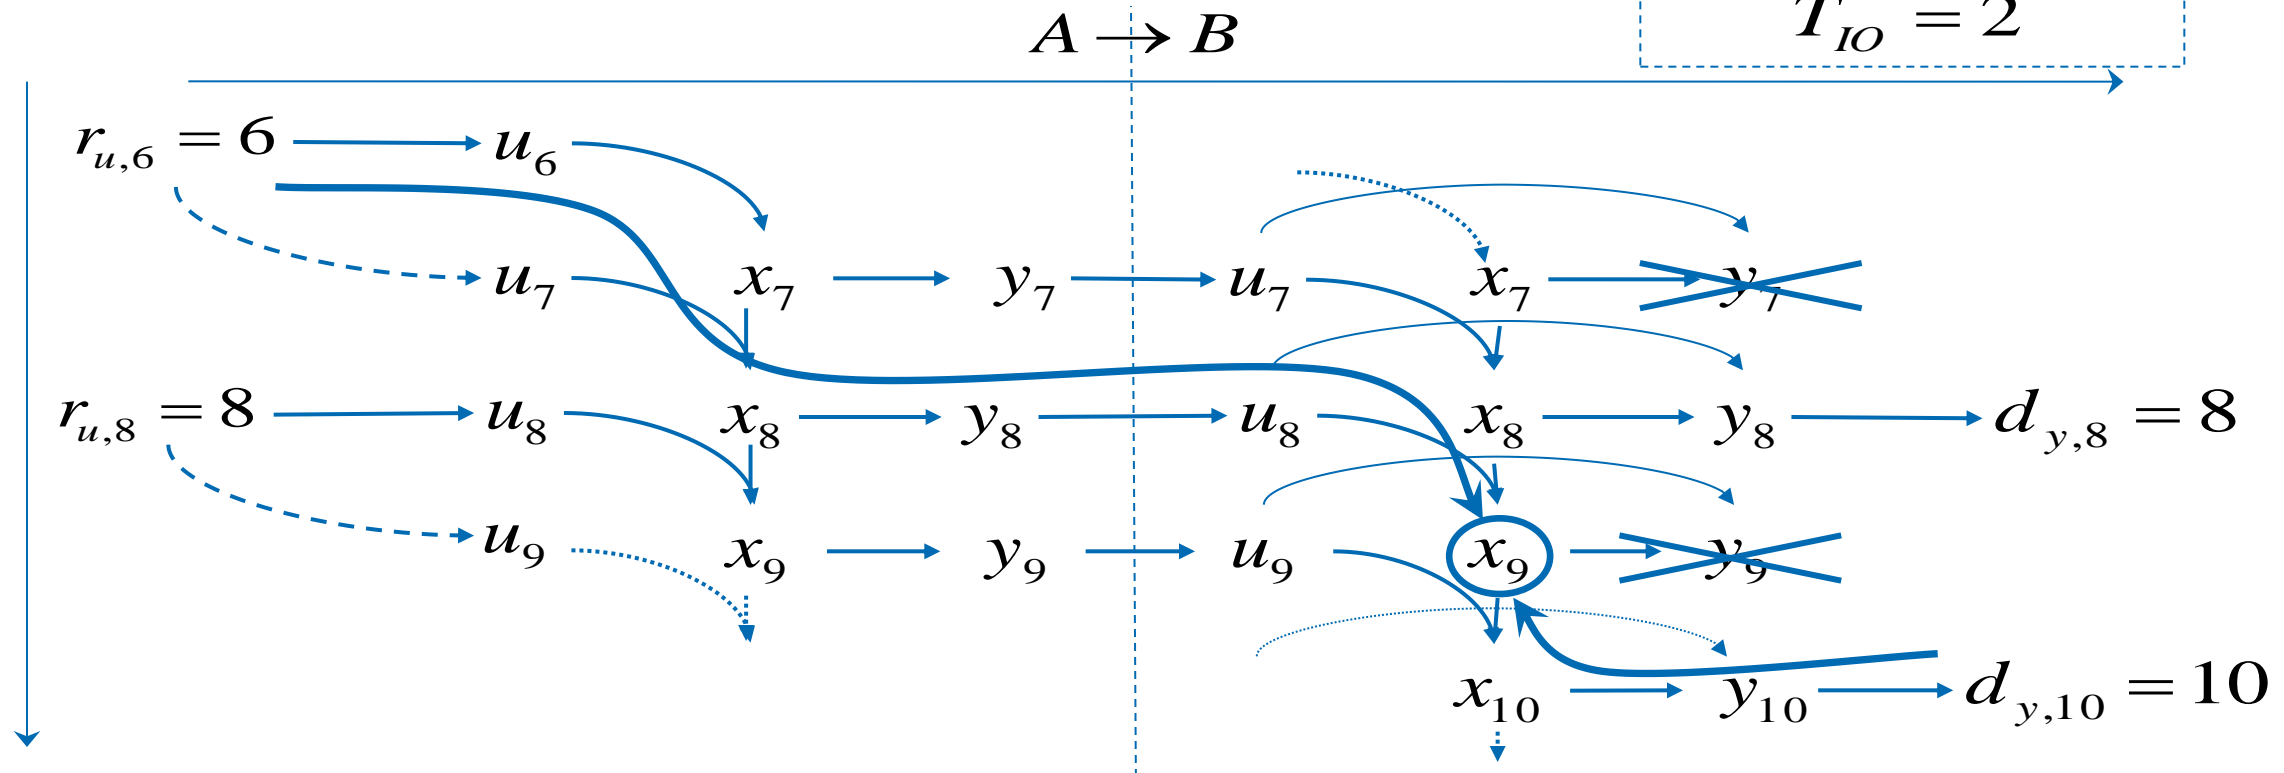 A → B
T_IO = 2
r_u,6 = 6 u_6
u_7 x_7 y_7 u_7 x_7 y_7
r_u,8 = 8 u_8 x_8 y_8 u_8 x_8 y_8 d_y,8 = 8
u_9 x_9 y_9 u_9 x_9 y_9
x_10 y_10 d_y,10 = 10